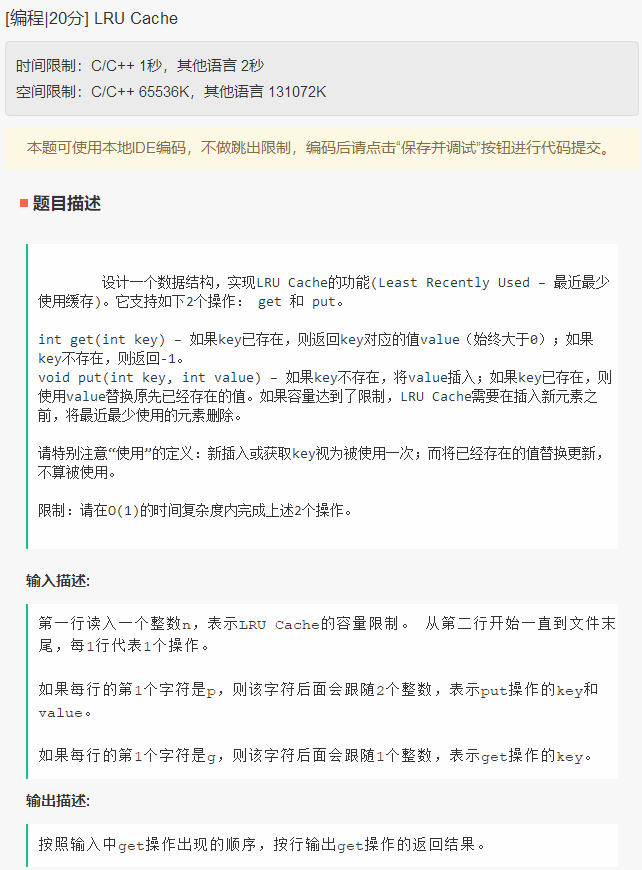 [编程|20分] LRU Cache
时间限制：C/C++ 1秒，其他语言 2秒
空间限制：C/C++ 65536K，其他语言 131072K
本题可使用本地IDE编码，不做跳出限制，编码后请点击“保存并调试”按钮进行代码提交。
题目描述
设计一个数据结构，实现LRU Cache的功能(Least Recently Used – 最近最少
使用缓存)。它支持如下2个操作： get 和 put。
int get(int key) – 如果key已存在，则返回key对应的值value（始终大于0）；如果
key不存在，则返回-1。
void put(int key, int value) – 如果key不存在，将value插入；如果key已存在，则
使用value替换原先已经存在的值。如果容量达到了限制，LRU Cache需要在插入新元素之
前，将最近最少使用的元素删除。
请特别注意“使用”的定义：新插入或获取key视为被使用一次；而将已经存在的值替换更新，
不算被使用。
限制：请在O(1)的时间复杂度内完成上述2个操作。
输入描述:
第一行读入一个整数n，表示LRU Cache的容量限制。 从第二行开始一直到文件末
尾，每1行代表1个操作。
如果每行的第1个字符是p，则该字符后面会跟随2个整数，表示put操作的key和
value。
如果每行的第1个字符是g，则该字符后面会跟随1个整数，表示get操作的key。
输出描述:
按照输入中get操作出现的顺序，按行输出get操作的返回结果。